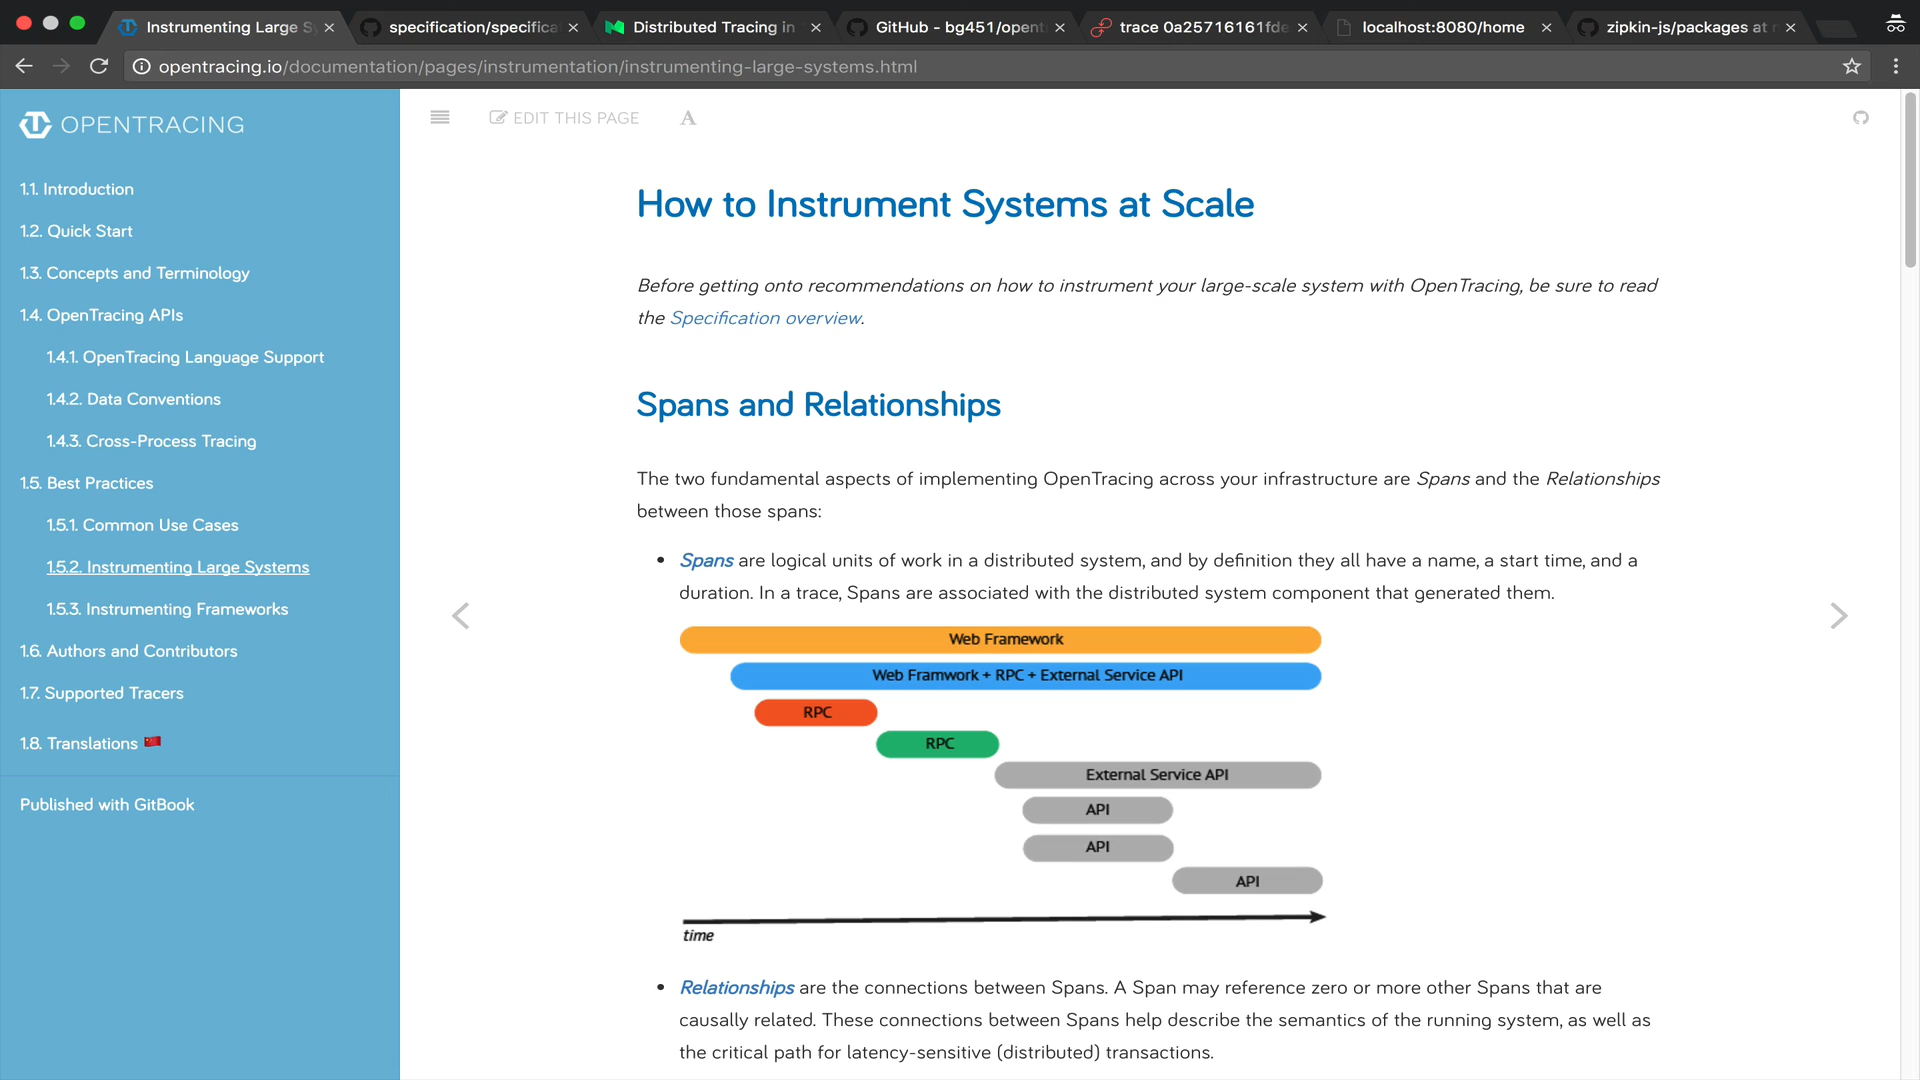 Instrumenting Large S
specification/specifica
Distributed Tracing in
GitHub - bg451/opent
trace 0a25716161fde
localhost:8080/home
zipkin-js/packages at
opentracing.io/documentation/pages/instrumentation/instrumenting-large-systems.html
OPENTRACING
1.1. Introduction
1.2. Quick Start
1.3. Concepts and Terminology
1.4. OpenTracing APIs
1.4.1. OpenTracing Language Support
1.4.2. Data Conventions
1.4.3. Cross-Process Tracing
1.5. Best Practices
1.5.1. Common Use Cases
1.5.2. Instrumenting Large Systems
1.5.3. Instrumenting Frameworks
1.6. Authors and Contributors
1.7. Supported Tracers
1.8. Translations 🇨🇳
Published with GitBook
EDIT THIS PAGE
A
How to Instrument Systems at Scale
Before getting onto recommendations on how to instrument your large-scale system with OpenTracing, be sure to read
the Specification overview.
Spans and Relationships
The two fundamental aspects of implementing OpenTracing across your infrastructure are Spans and the Relationships
between those spans:
• Spans are logical units of work in a distributed system, and by definition they all have a name, a start time, and a
duration. In a trace, Spans are associated with the distributed system component that generated them.
Web Framework
Web Framwork + RPC + External Service API
RPC
RPC
External Service API
API
API
API
time
• Relationships are the connections between Spans. A Span may reference zero or more other Spans that are
causally related. These connections between Spans help describe the semantics of the running system, as well as
the critical path for latency-sensitive (distributed) transactions.